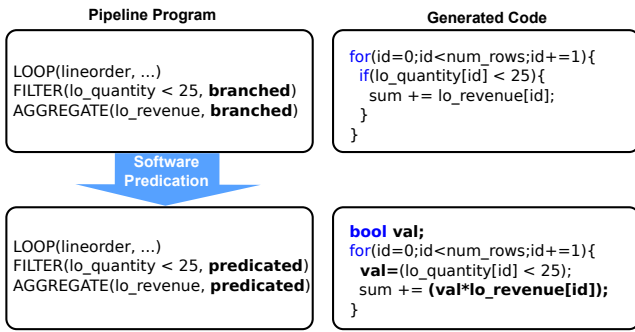 Pipeline Program
Generated Code
LOOP(lineorder, ...)
FILTER(lo_quantity < 25, branched)
AGGREGATE(lo_revenue, branched)
for(id=0;id<num_rows;id+=1){
if(lo_quantity[id] < 25){
sum += lo_revenue[id];
}
}
Software
Predication
LOOP(lineorder, ...)
FILTER(lo_quantity < 25, predicated)
AGGREGATE(lo_revenue, predicated)
bool val;
for(id=0;id<num_rows;id+=1){
val=(lo_quantity[id] < 25);
sum += (val*lo_revenue[id]);
}